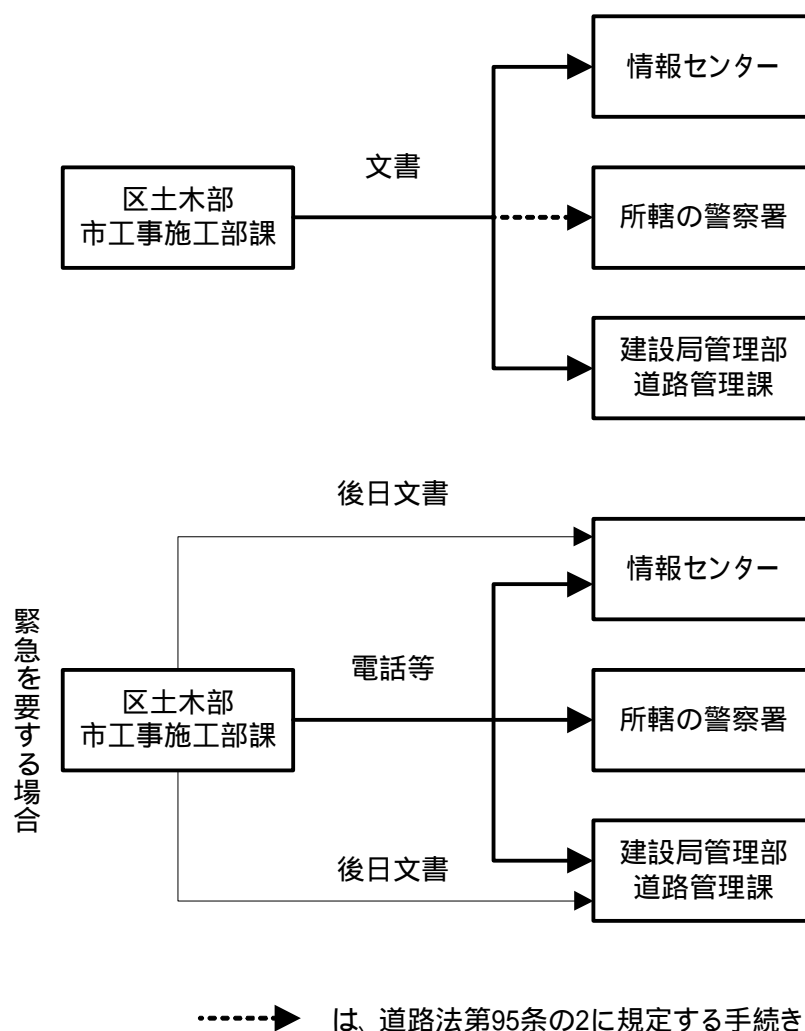 情報センター
文書
区土木部
市工事施工部課
所轄の警察署
建設局管理部
道路管理課
後日文書
情報センター
緊急を要する場合
電話等
区土木部
市工事施工部課
所轄の警察署
後日文書
建設局管理部
道路管理課
は、道路法第95条の2に規定する手続き